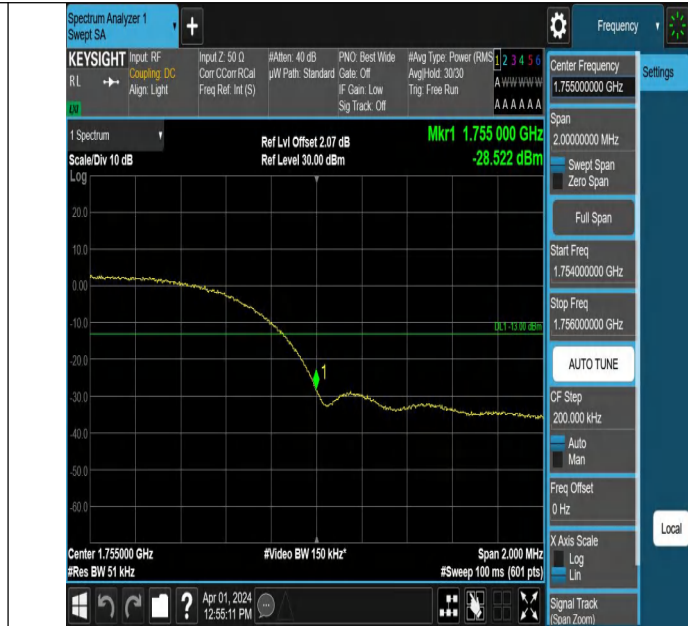 Spectrum Analyzer 1
Swept SA
Frequency
KEYSIGHT
RL
LXI
Input: RF
Coupling: DC
Align: Light
Input Z: 50 Ω
Corr CCorr RCal
Freq Ref: Int (S)
#Atten: 40 dB
µW Path: Standard
PNO: Best Wide
Gate: Off
IF Gain: Low
Sig Track: Off
#Avg Type: Power (RMS
Avg|Hold: 30/30
Trig: Free Run
1 2 3 4 5 6
A W W W W W
A A A A A A
Center Frequency
1.755000000 GHz
Settings
Span
2.00000000 MHz
Swept Span
Zero Span
Full Span
Start Freq
1.754000000 GHz
Stop Freq
1.756000000 GHz
AUTO TUNE
CF Step
200.000 kHz
Auto
Man
Freq Offset
0 Hz
X Axis Scale
Log
Lin
Local
Signal Track
(Span Zoom)
1 Spectrum
Scale/Div 10 dB
Log
Ref Lvl Offset 2.07 dB
Ref Level 30.00 dBm
Mkr1 1.755 000 GHz
-28.522 dBm
20.0
10.0
0.00
-10.0
DL1 -13.00 dBm
-20.0
1
-30.0
-40.0
-50.0
-60.0
Center 1.755000 GHz
#Video BW 150 kHz*
Span 2.000 MHz
#Res BW 51 kHz
#Sweep 100 ms (601 pts)
?
Apr 01, 2024
12:55:11 PM